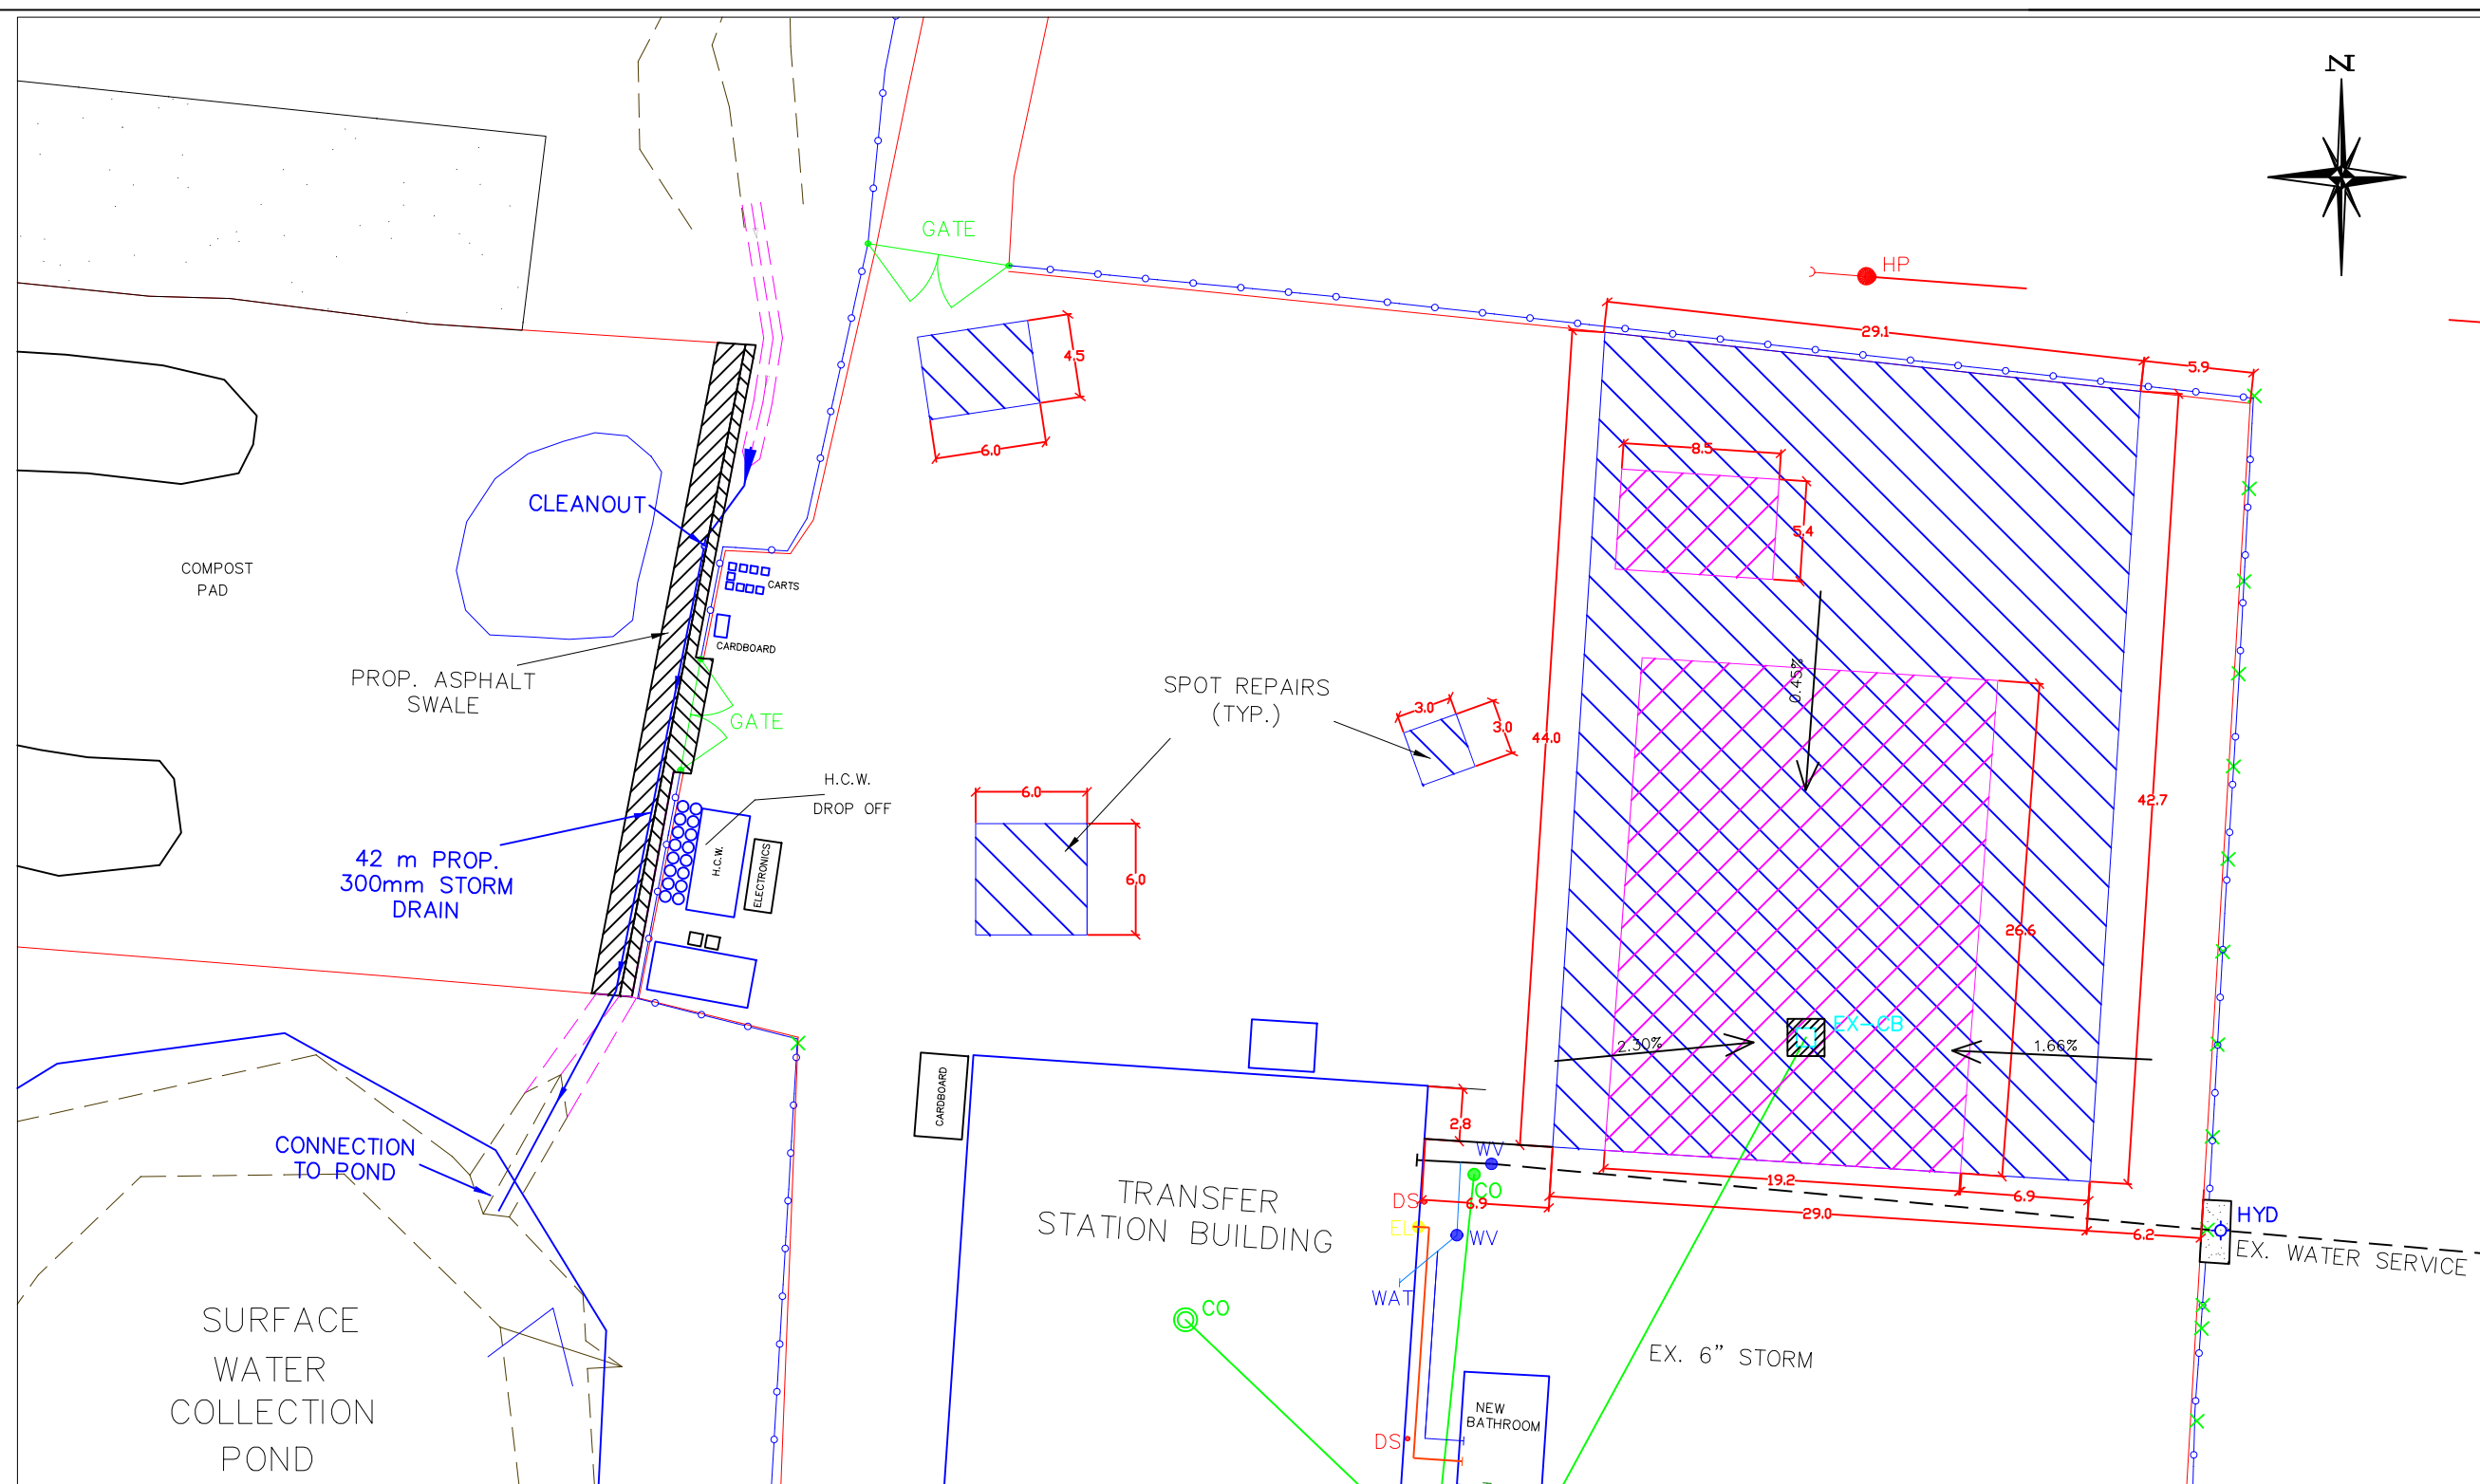 N
GATE
HP
29.1
5.9
4.5
6.0
8.5
5.4
CLEANOUT
COMPOST
PAD
CARTS
CARDBOARD
PROP. ASPHALT
SWALE
GATE
SPOT REPAIRS
(TYP.)
0.45%
3.0
3.0
44.0
42.7
H.C.W.
DROP OFF
6.0
6.0
H.C.W.
ELECTRONICS
42 m PROP.
300mm STORM
DRAIN
26.6
EX-CB
2.30%
1.66%
CARDBOARD
2.8
CONNECTION
TO POND
WV
CO
DS
6.9
19.2
6.9
29.0
6.2
HYD
EX. WATER SERVICE
TRANSFER
STATION BUILDING
EL
WV
WAT
CO
SURFACE
WATER
COLLECTION
POND
EX. 6” STORM
NEW
BATHROOM
DS